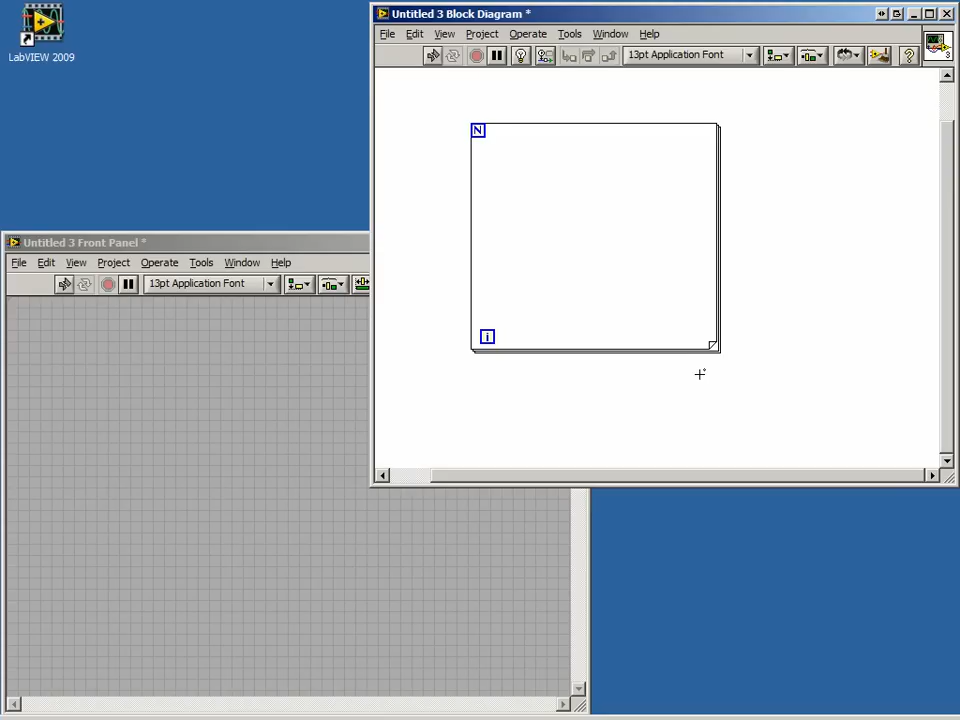 LabVIEW 2009
Untitled 3 Block Diagram *
File Edit View Project Operate Tools Window Help
13pt Application Font
?
3
N
i
Untitled 3 Front Panel *
File Edit View Project Operate Tools Window Help
13pt Application Font